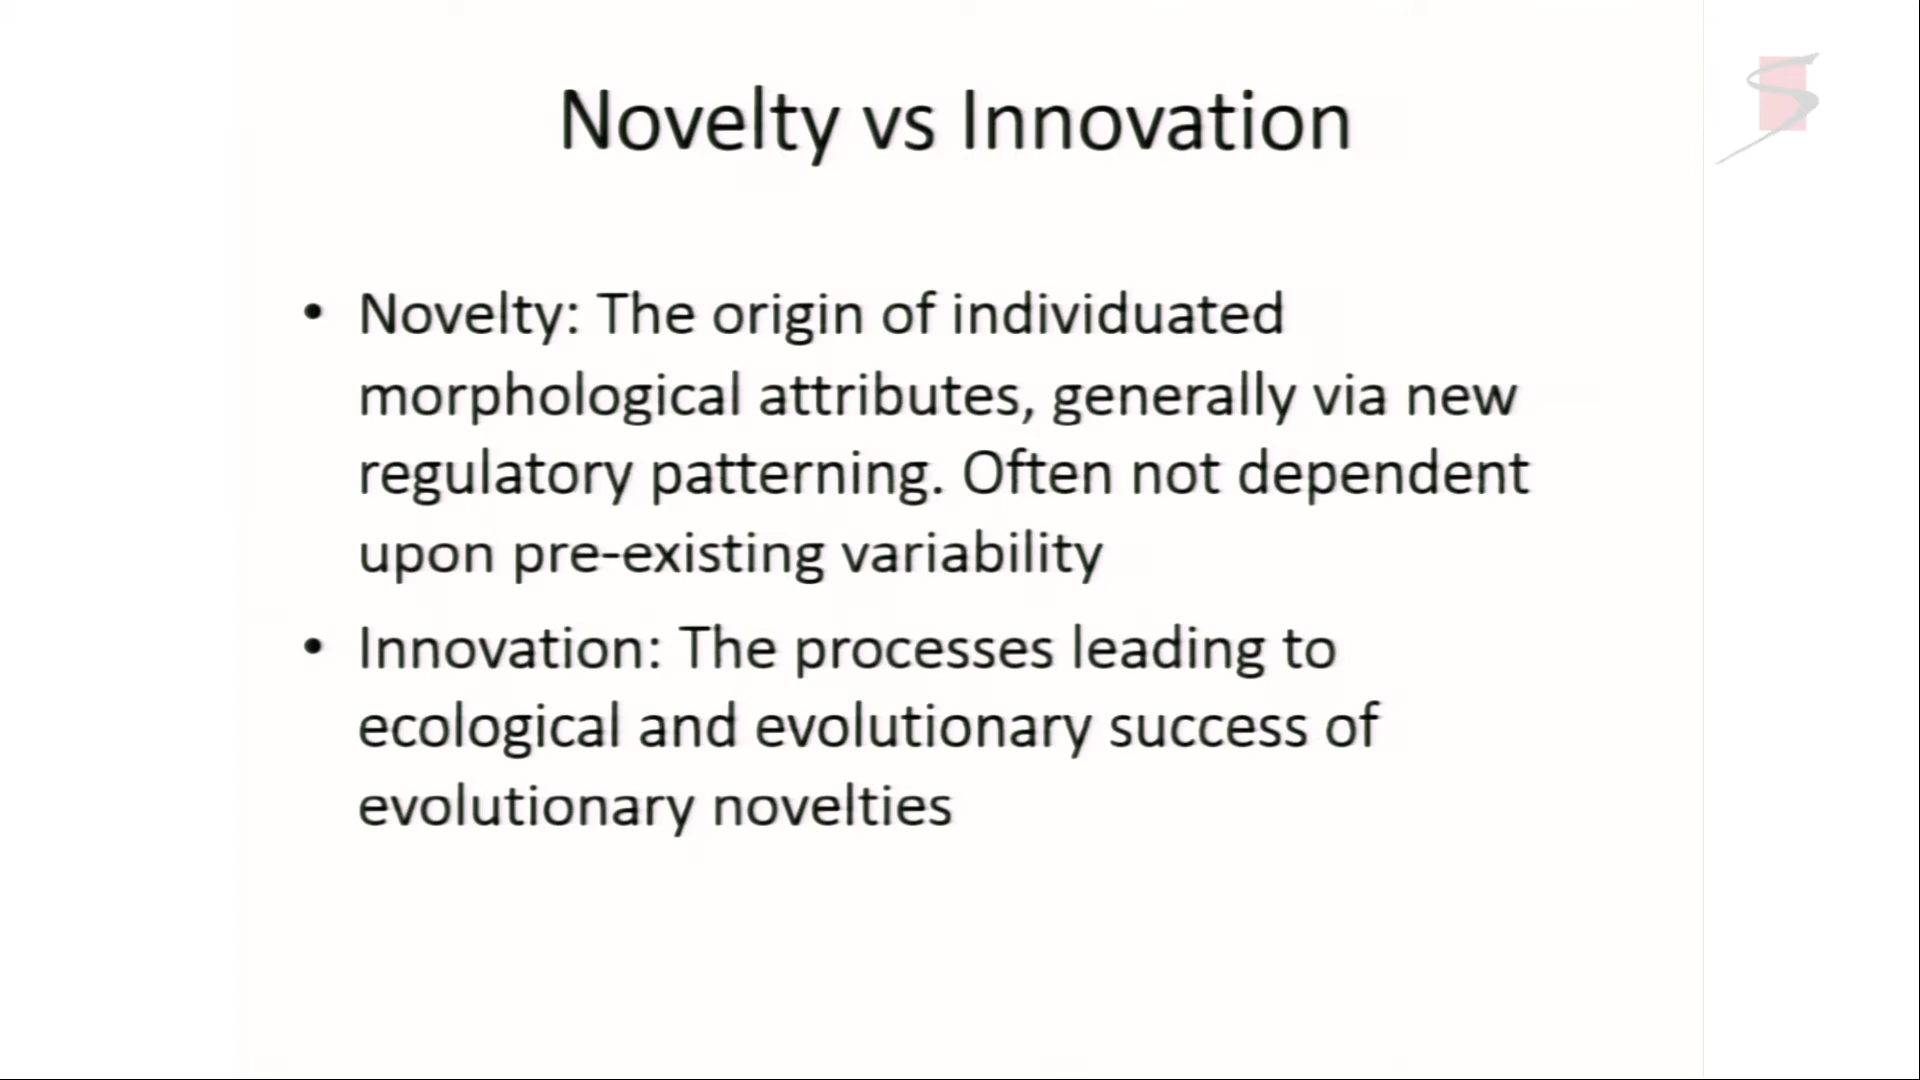 Novelty vs Innovation
• Novelty: The origin of individuated
morphological attributes, generally via new
regulatory patterning. Often not dependent
upon pre-existing variability
• Innovation: The processes leading to
ecological and evolutionary success of
evolutionary novelties